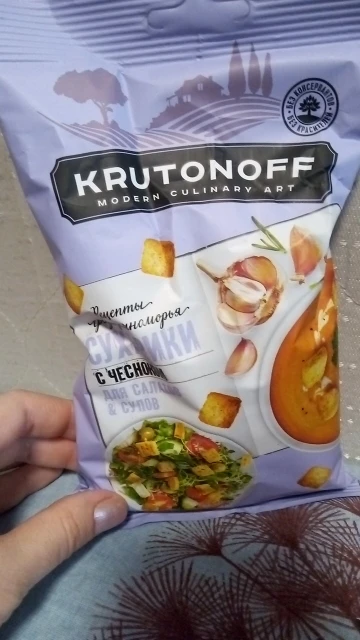 БЕЗ КОНСЕРВАНТОВ
БЕЗ КРАСИТЕЛЕЙ
KRUTONOFF
MODERN CULINARY ART
Рецепты
СУХАРИКИ
С ЧЕСНОКОМ
ДЛЯ САЛАТОВ
& СУПОВ